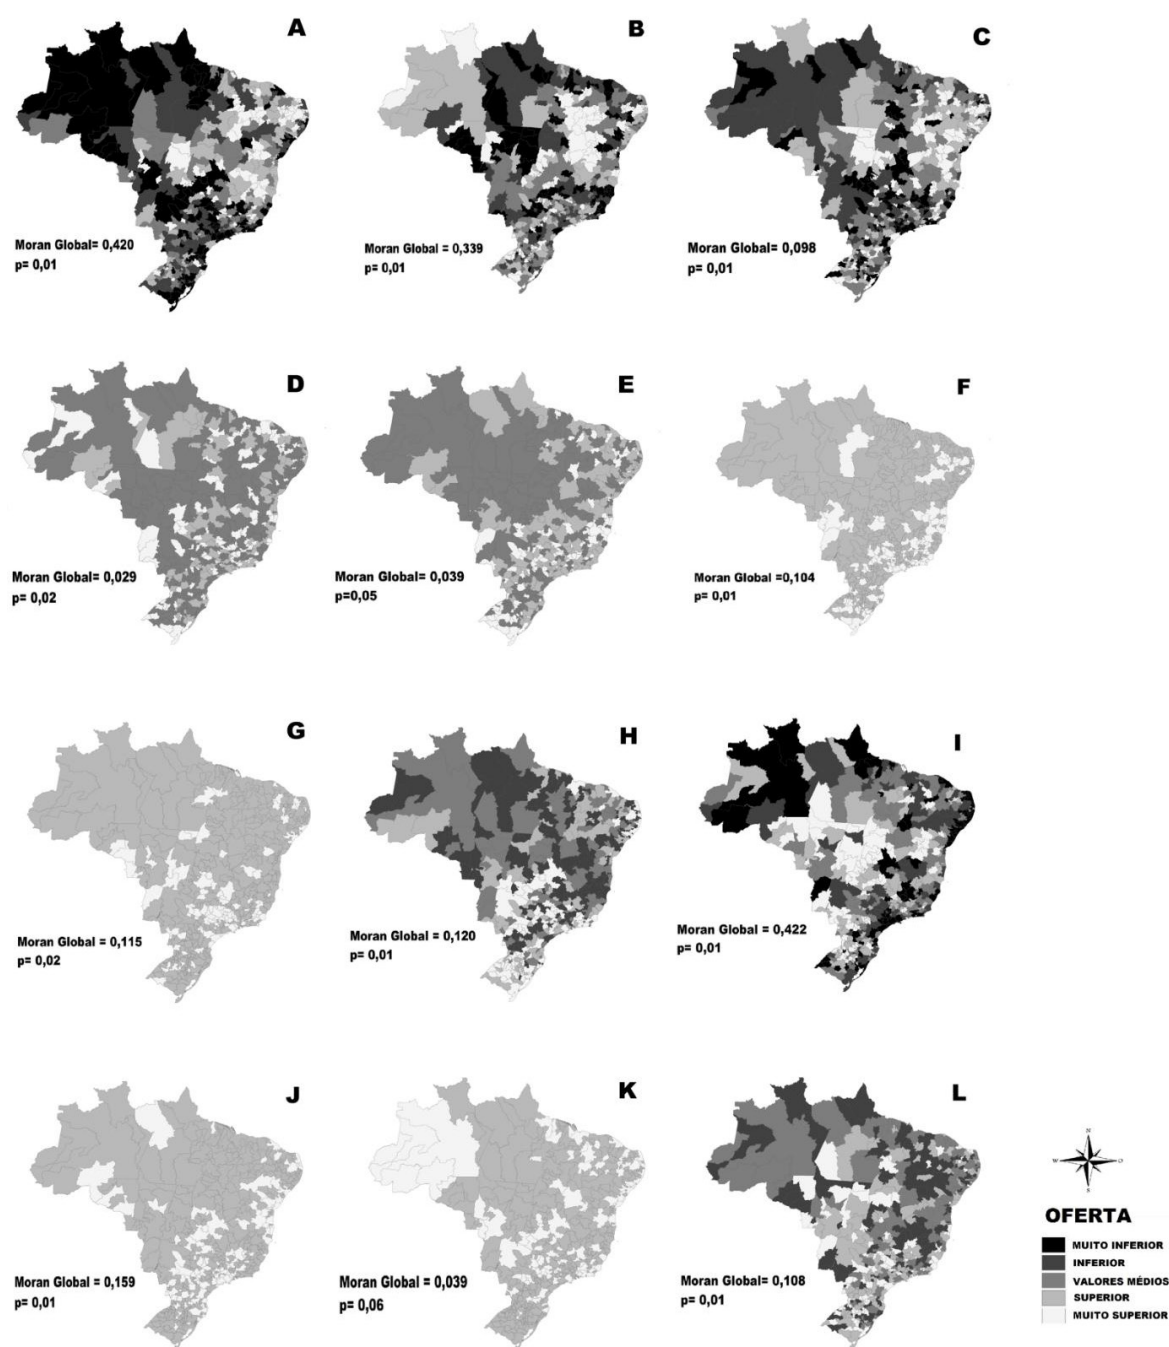 A
B
C
Moran Global= 0,420
p= 0,01
Moran Global= 0,339
p= 0,01
Moran Global= 0,098
p= 0,01
D
E
F
Moran Global= 0,029
p= 0,02
Moran Global= 0,039
p=0,05
Moran Global =0,104
p= 0,01
G
H
I
Moran Global = 0,115
p= 0,02
Moran Global = 0,120
p= 0,01
Moran Global= 0,422
p= 0,01
J
K
L
Moran Global = 0,159
p= 0,01
Moran Global = 0,039
p= 0,06
Moran Global= 0,108
p= 0,01
N
W O
S
OFERTA
MUITO INFERIOR
INFERIOR
VALORES MÉDIOS
SUPERIOR
MUITO SUPERIOR